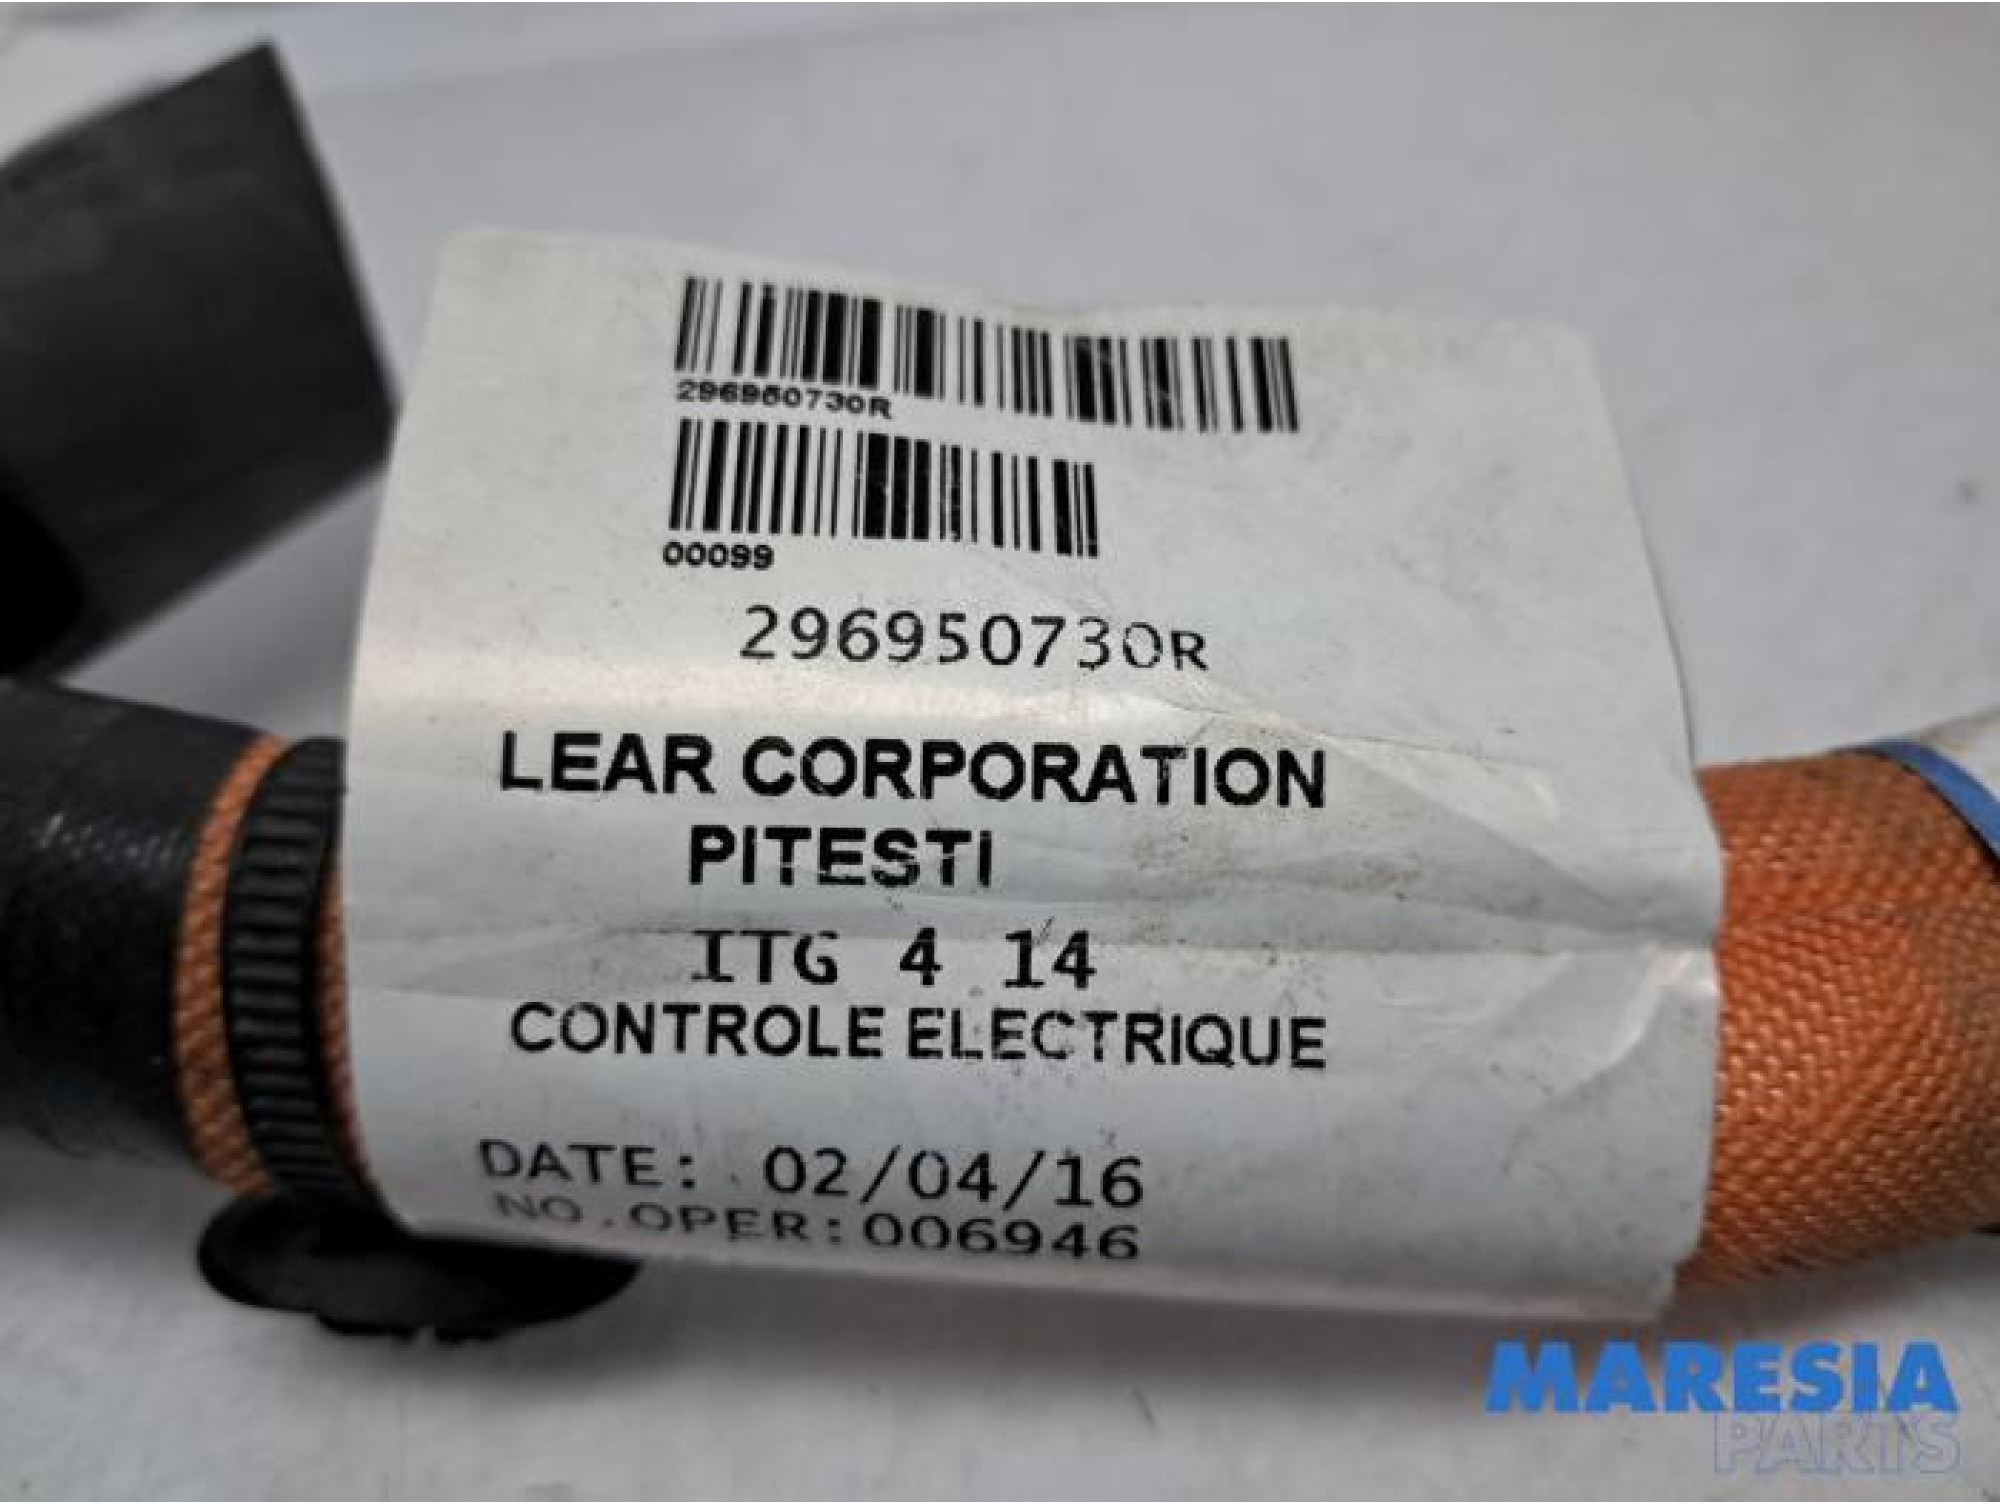 296950730R
00099
296950730R
LEAR CORPORATION
PITESTI
ITG 4 14
CONTROLE ELECTRIQUE
DATE: 02/04/16
NO.OPER:006946
MARESIA
PARTS